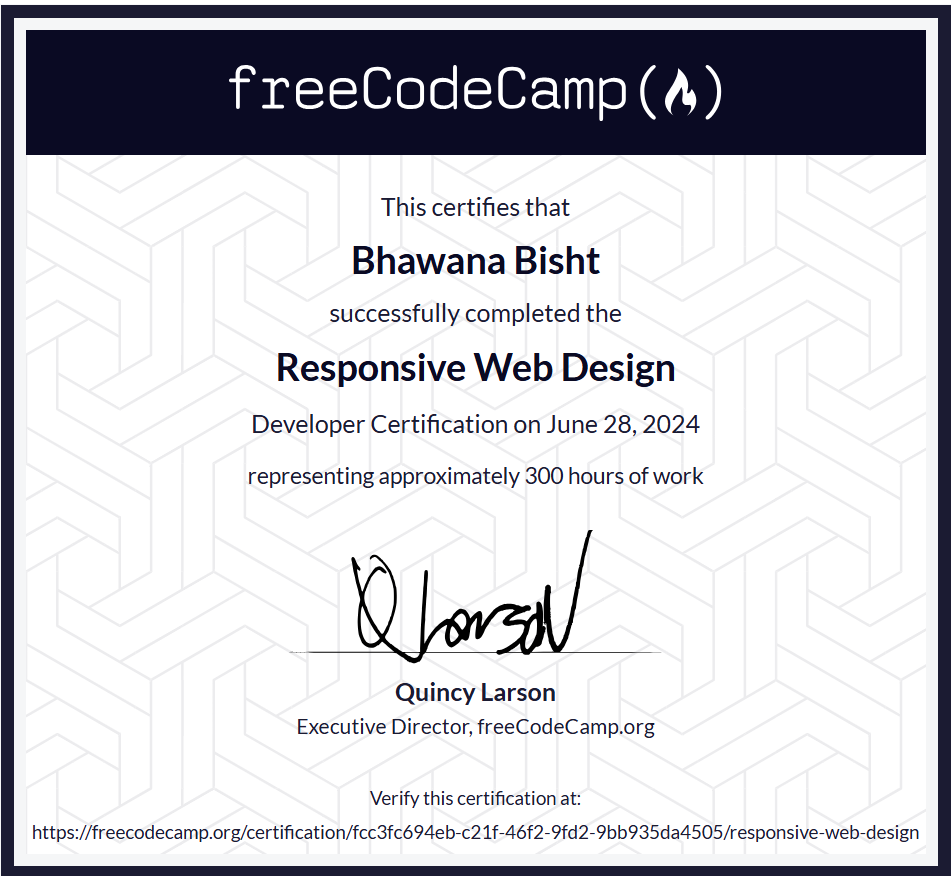 freeCodeCamp
This certifies that
Bhawana Bisht
successfully completed the
Responsive Web Design
Developer Certification on June 28, 2024
representing approximately 300 hours of work
Q Larson
Quincy Larson
Executive Director, freeCodeCamp.org
Verify this certification at:
https://freecodecamp.org/certification/fcc3fc694eb-c21f-46f2-9fd2-9bb935da4505/responsive-web-design